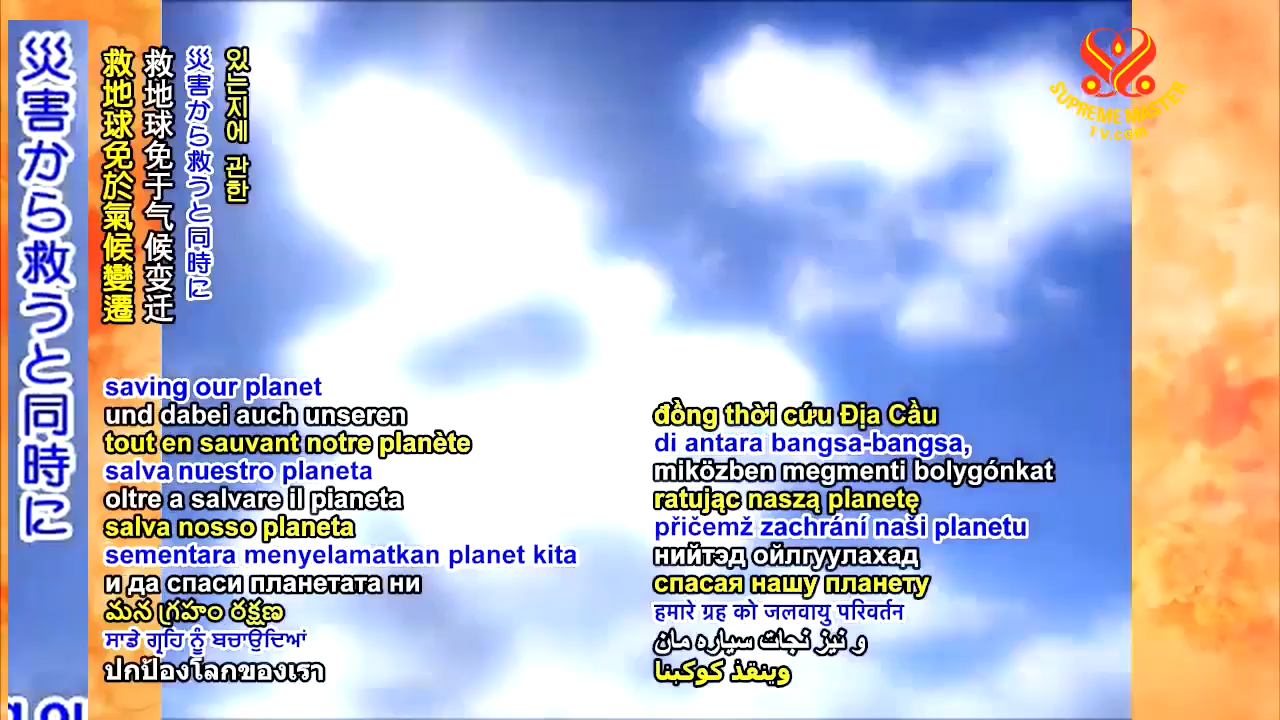 災害から救うと同時に
救地球免於氣候變遷
救地球免于气候变迁
災害から救うと同時に
있는지에 관한
SUPREME MASTER
TV.com
saving our planet
und dabei auch unseren
tout en sauvant notre planète
salva nuestro planeta
oltre a salvare il pianeta
salva nosso planeta
sementara menyelamatkan planet kita
и да спаси планетата ни
మన గ్రహం రక్షణ
ਸਾਡੇ ਗ੍ਰਹਿ ਨੂੰ ਬਚਾਉਦਿਆਂ
ปกป้องโลกของเรา
đồng thời cứu Địa Cầu
di antara bangsa-bangsa,
miközben megmenti bolygónkat
ratując naszą planetę
přičemž zachrání naši planetu
нийтэд ойлгуулахад
спасая нашу планету
हमारे ग्रह को जलवायु परिवर्तन
و نیز نجات سیاره مان
وينقذ كوكبنا